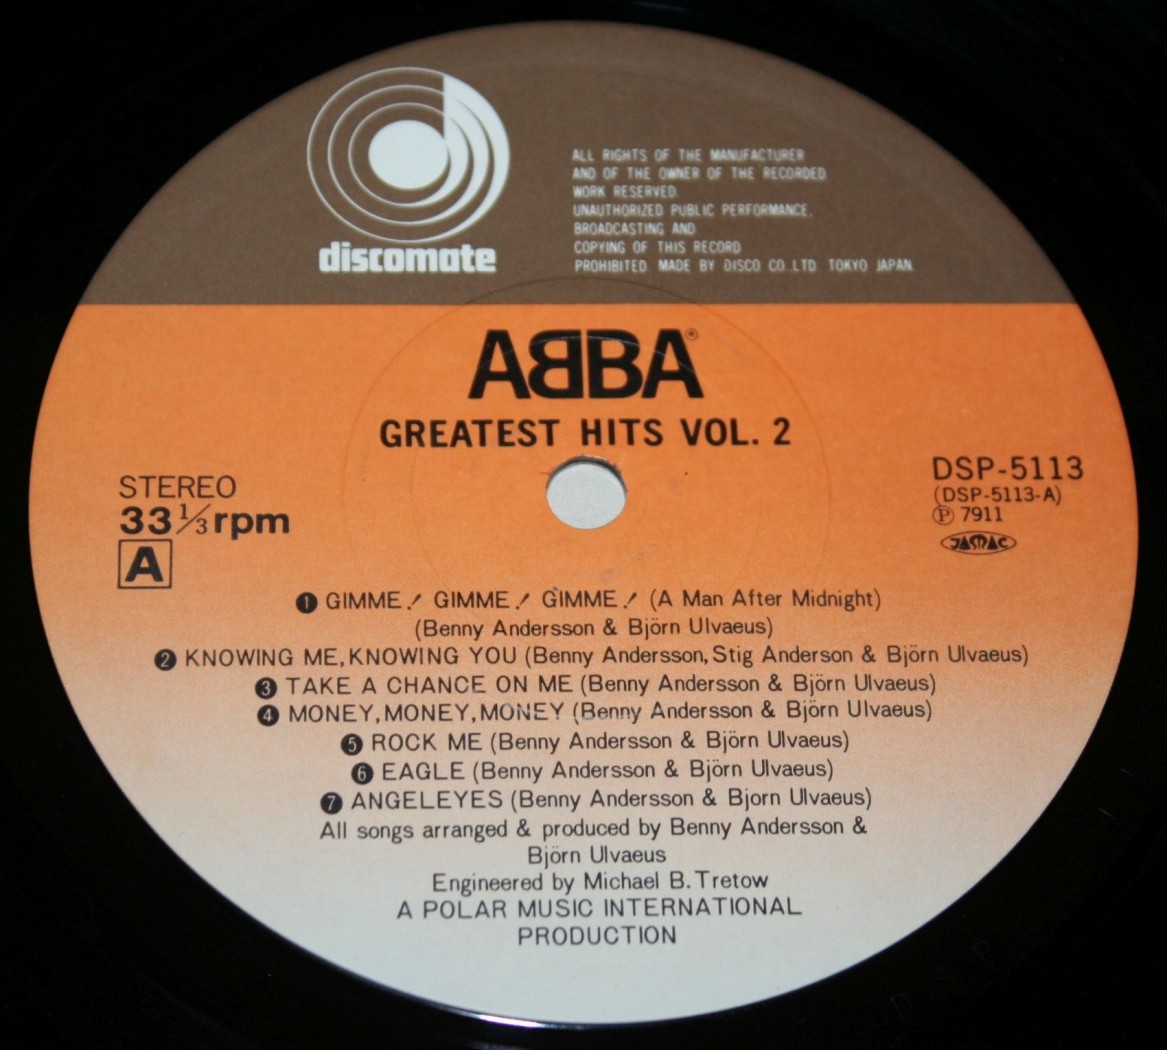 discomate
ALL RIGHTS OF THE MANUFACTURER
AND OF THE OWNER OF THE RECORDED
WORK RESERVED
UNAUTHORIZED PUBLIC PERFORMANCE,
BROADCASTING AND
COPYING OF THIS RECORD
PROHIBITED. MADE BY DISCO CO. LTD. TOKYO JAPAN.
ABBA®
GREATEST HITS VOL. 2
STEREO
33 1/3 rpm
A
DSP-5113
(DSP-5113-A)
Ⓟ 7911
JASMAC
❶ GIMME! GIMME! GIMME! (A Man After Midnight)
(Benny Andersson & Björn Ulvaeus)
❷ KNOWING ME, KNOWING YOU (Benny Andersson, Stig Anderson & Björn Ulvaeus)
❸ TAKE A CHANCE ON ME (Benny Andersson & Björn Ulvaeus)
❹ MONEY, MONEY, MONEY (Benny Andersson & Björn Ulvaeus)
❺ ROCK ME (Benny Andersson & Björn Ulvaeus)
❻ EAGLE (Benny Andersson & Björn Ulvaeus)
❼ ANGELEYES (Benny Andersson & Bjorn Ulvaeus)
All songs arranged & produced by Benny Andersson &
Björn Ulvaeus
Engineered by Michael B. Tretow
A POLAR MUSIC INTERNATIONAL
PRODUCTION